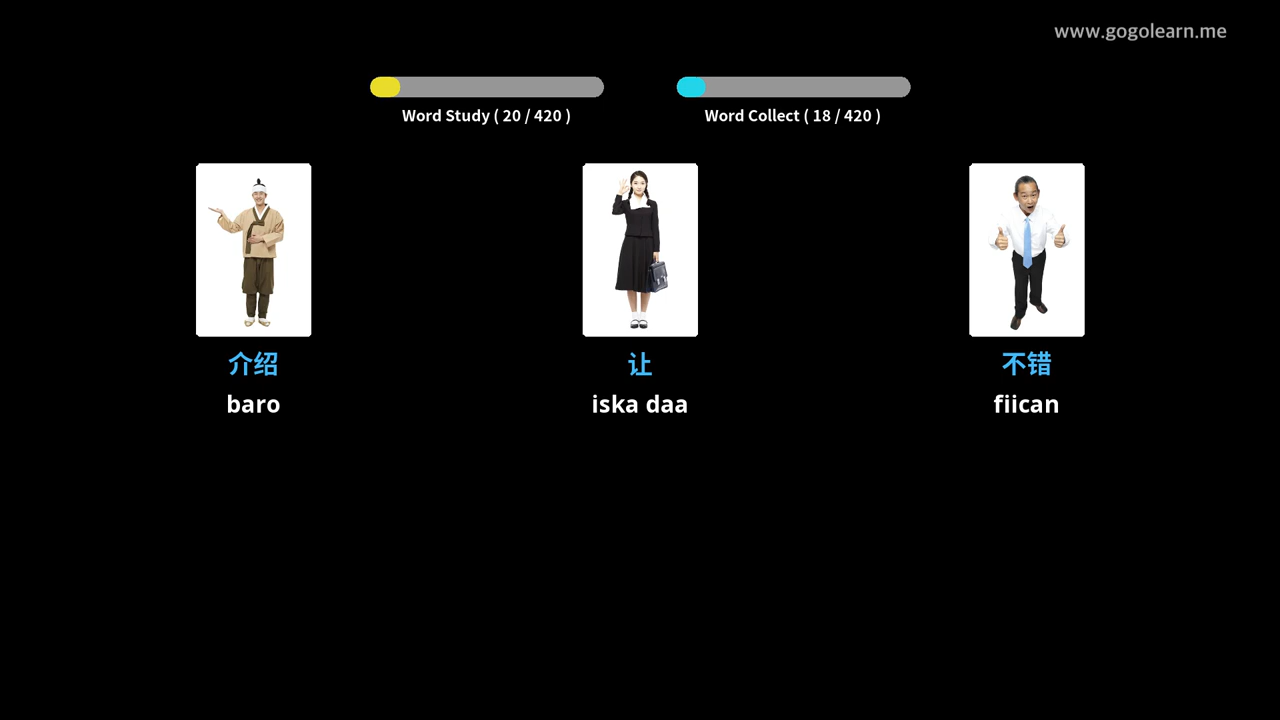 www.gogolearn.me
Word Study ( 20 / 420 )
Word Collect ( 18 / 420 )
介绍
让
不错
baro
iska daa
fiican